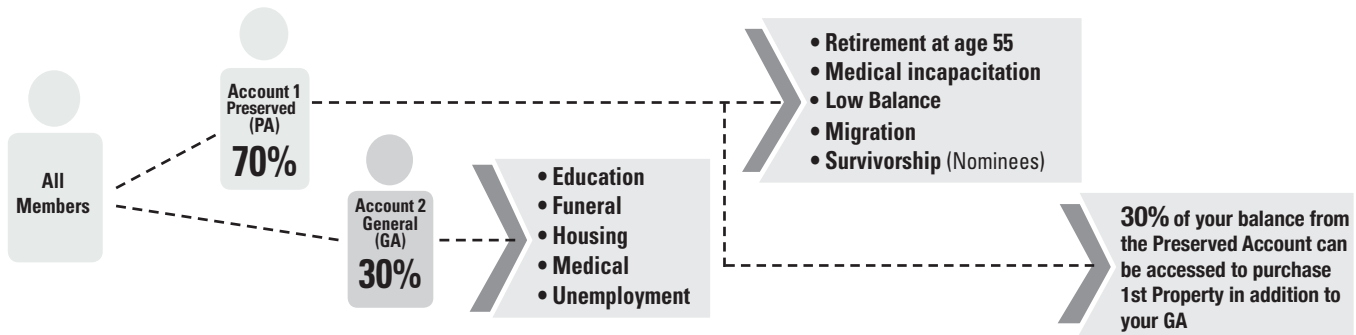 All
Members
Account 1
Preserved
(PA)
70%
Account 2
General
(GA)
30%
• Education
• Funeral
• Housing
• Medical
• Unemployment
• Retirement at age 55
• Medical incapacitation
• Low Balance
• Migration
• Survivorship (Nominees)
30% of your balance from
the Preserved Account can
be accessed to purchase
1st Property in addition to
your GA